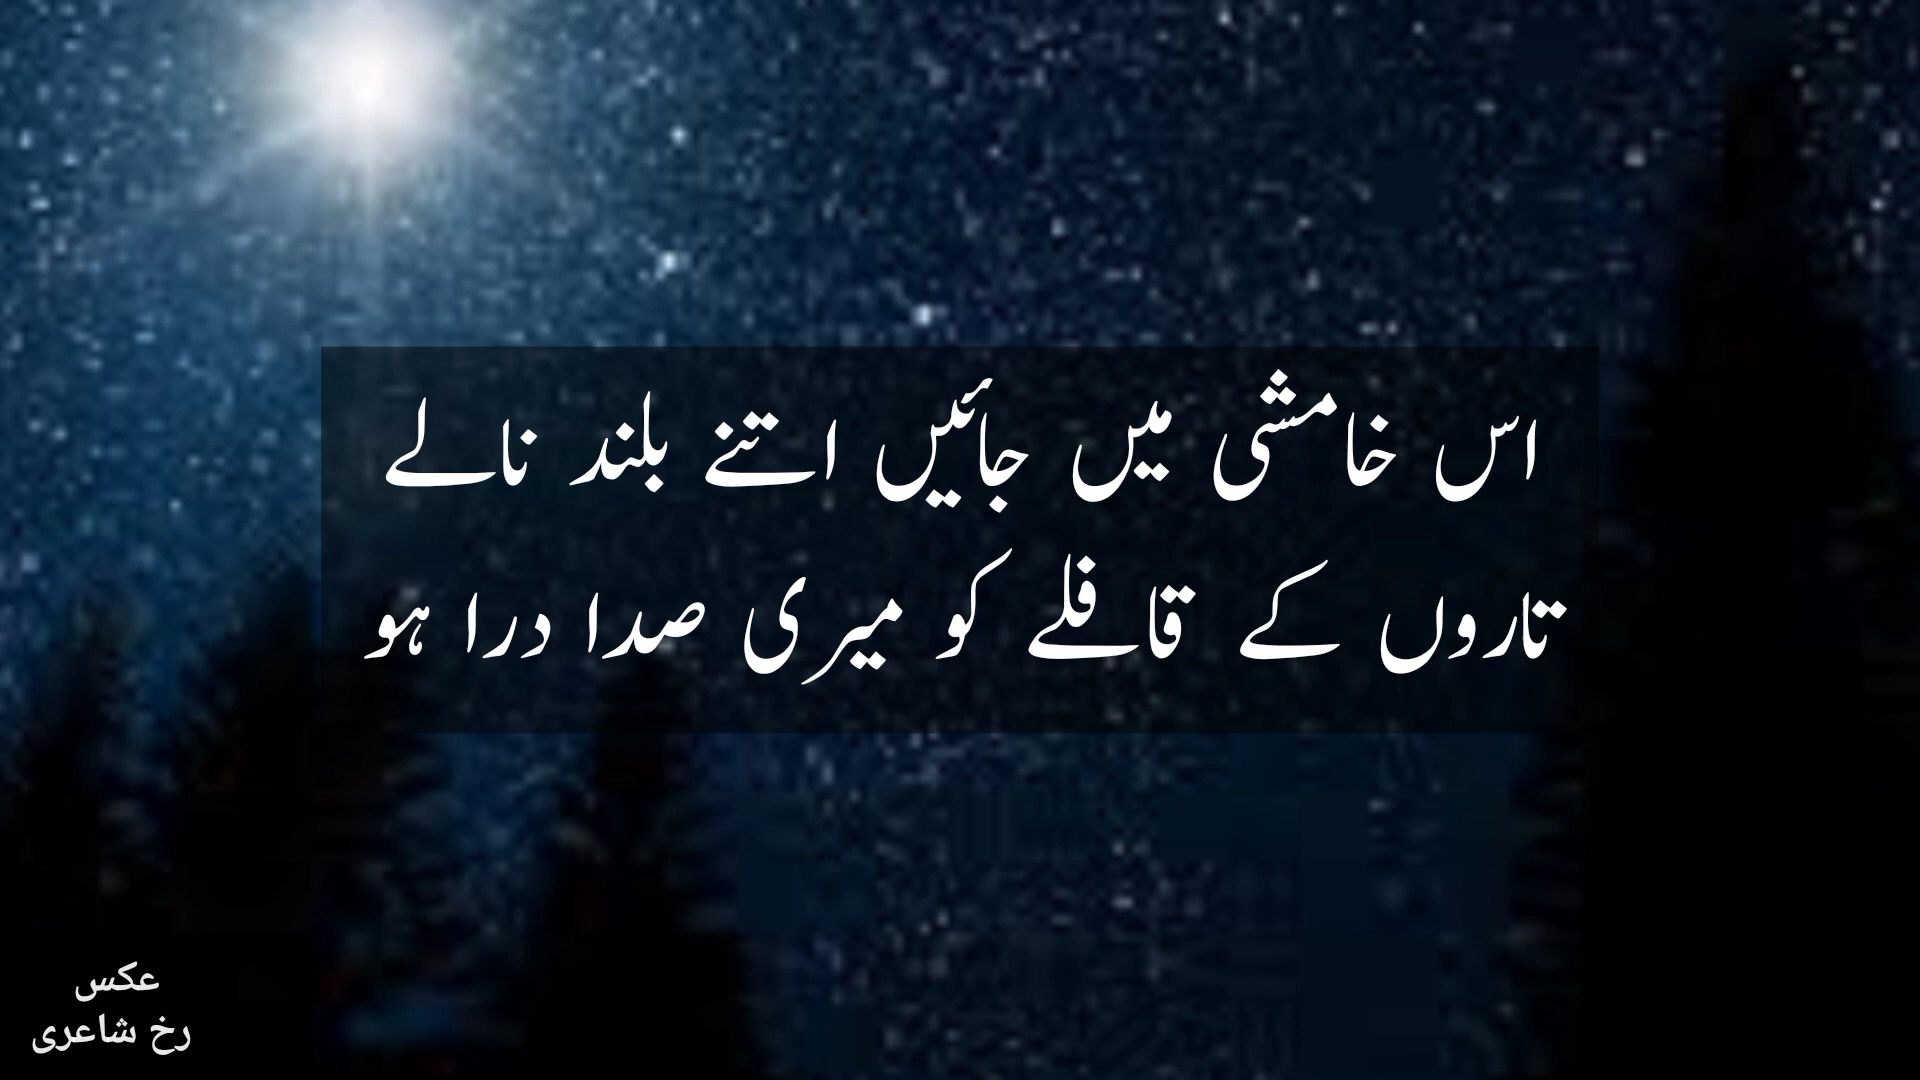 اس خامشی میں جائیں اتنے بلند نالے
تاروں کے قافلے کو میری صدا درا ہو
عکس
رخ شاعری